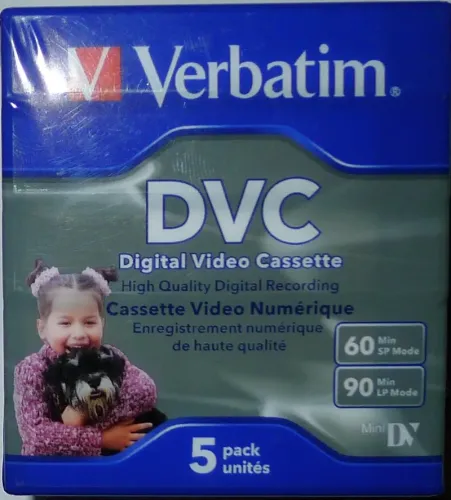 Verbatim®
DVC
Digital Video Cassette
High Quality Digital Recording
Cassette Video Numérique
Enregistrement numérique
de haute qualité
60 Min
SP Mode
90 Min
LP Mode
Mini DV
5 pack
unités